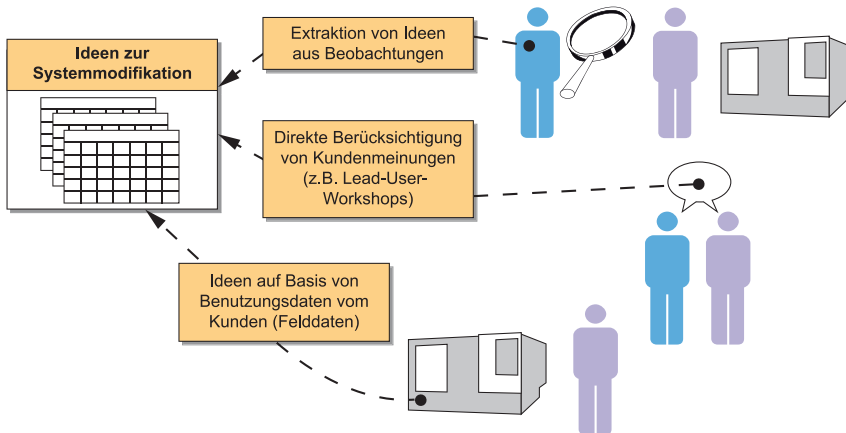 Ideen zur
Systemmodifikation
Extraktion von Ideen
aus Beobachtungen
Direkte Berücksichtigung
von Kundenmeinungen
(z.B. Lead-User-
Workshops)
Ideen auf Basis von
Benutzungsdaten vom
Kunden (Felddaten)